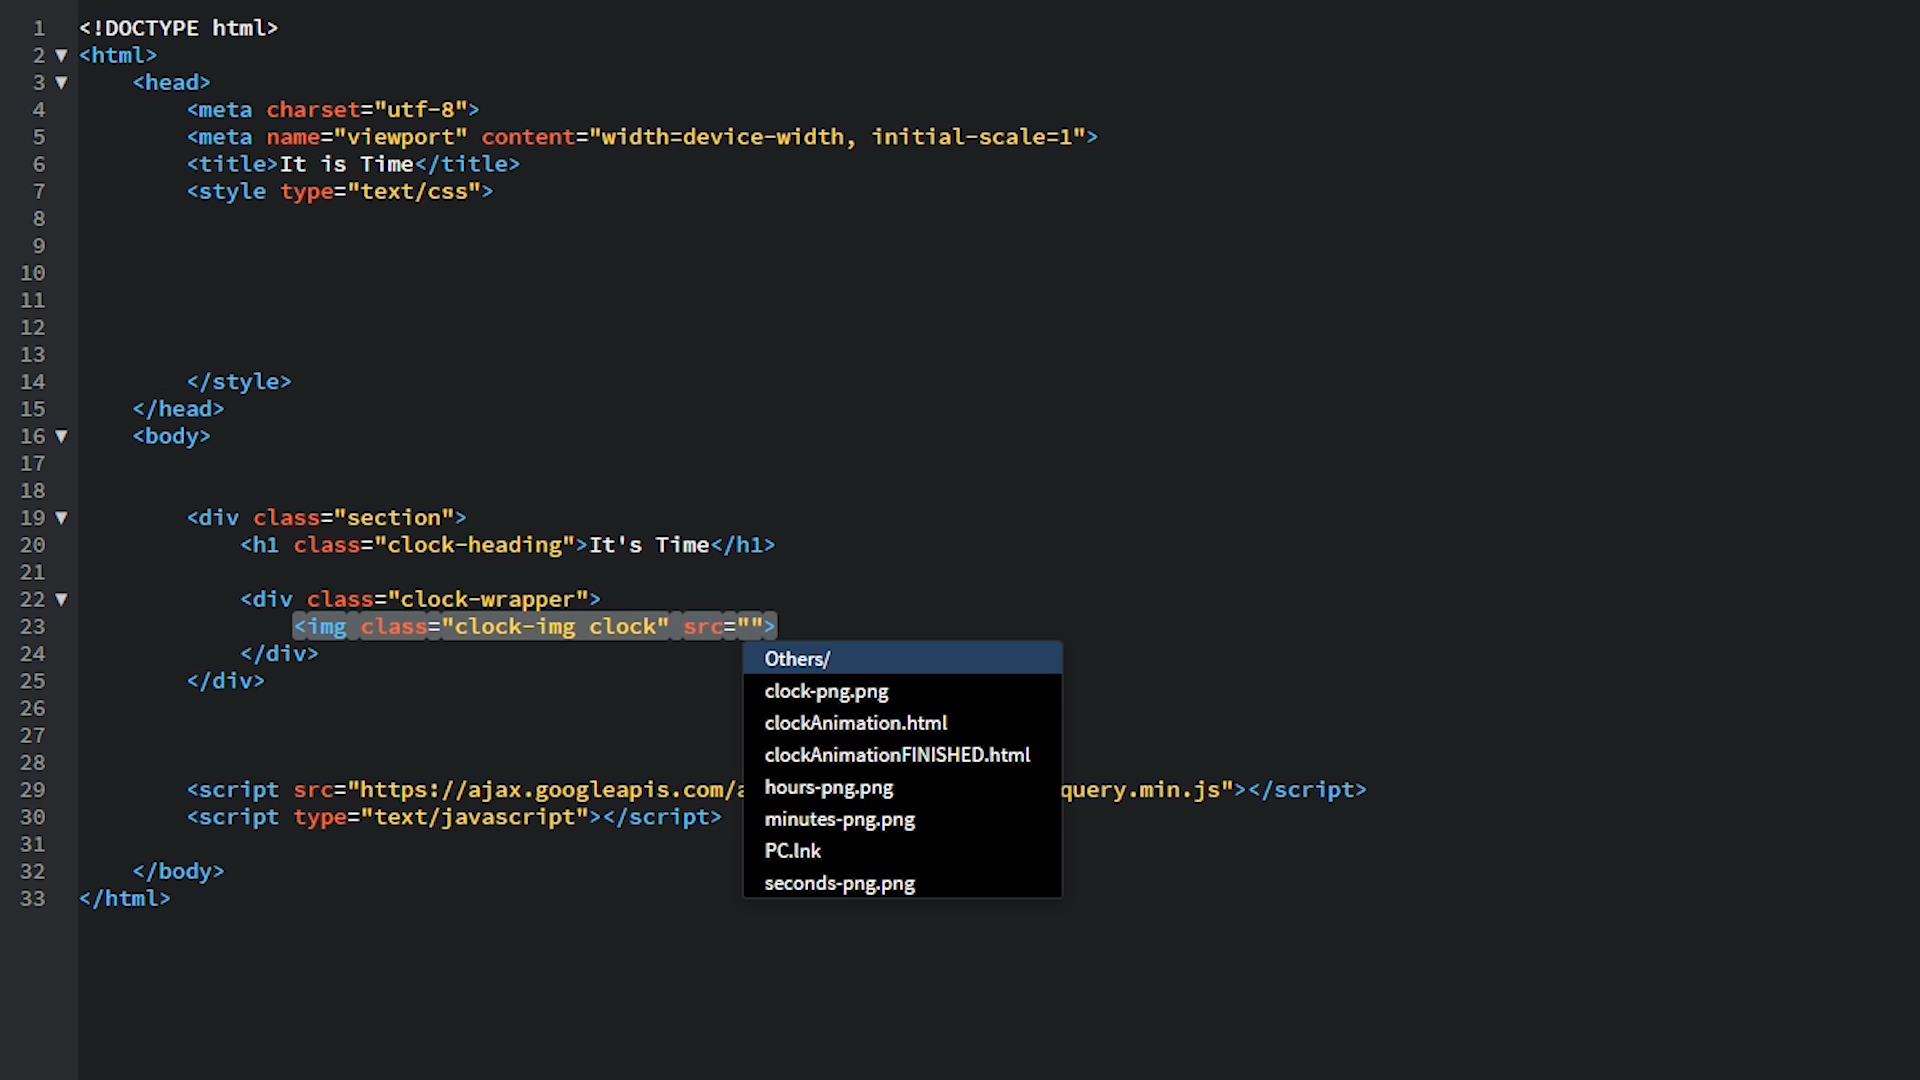 1 <!DOCTYPE html>
2 ▼ <html>
3 ▼ <head>
4 <meta charset="utf-8">
5 <meta name="viewport" content="width=device-width, initial-scale=1">
6 <title>It is Time</title>
7 <style type="text/css">
8
9
10
11
12
13
14 </style>
15 </head>
16 ▼ <body>
17
18
19 ▼ <div class="section">
20 <h1 class="clock-heading">It's Time</h1>
21
22 ▼ <div class="clock-wrapper">
23 <img class="clock-img clock" src="">
24 </div>
25 </div>
26
27
28
29 <script src="https://ajax.googleapis.com/a query.min.js"></script>
30 <script type="text/javascript"></script>
31
32 </body>
33 </html>
Others/
clock-png.png
clockAnimation.html
clockAnimationFINISHED.html
hours-png.png
minutes-png.png
PC.lnk
seconds-png.png